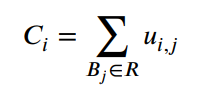 C_i = \sum_{B_j \in R} u_{i,j}